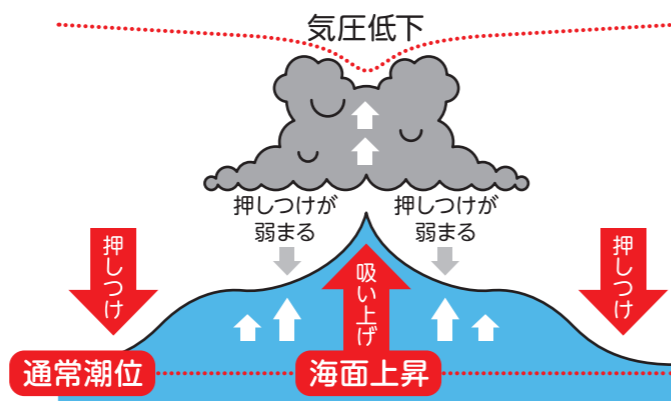 気圧低下
押しつけが
弱まる
押しつけが
弱まる
押しつけ
吸い上げ
押しつけ
通常潮位
海面上昇